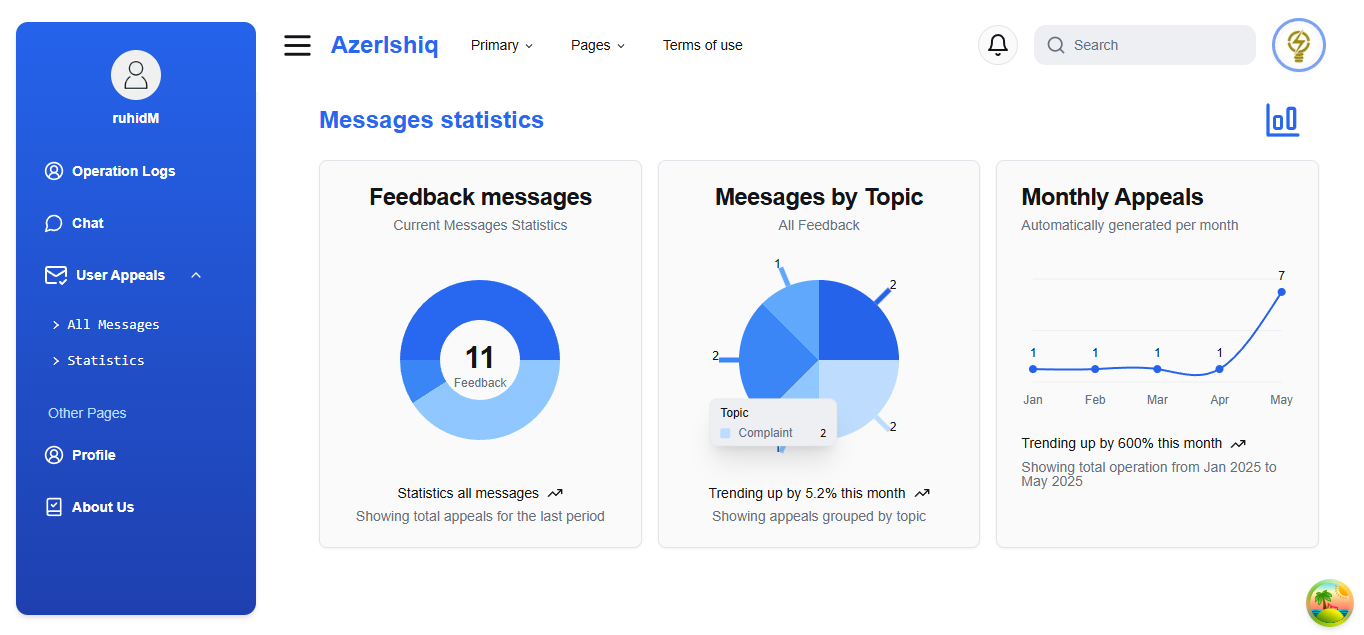 ruhidM
Operation Logs
Chat
User Appeals
All Messages
Statistics
Other Pages
Profile
About Us
AzerIshiq
Primary
Pages
Terms of use
Search
Messages statistics
Feedback messages
Current Messages Statistics
11
Feedback
Statistics all messages
Showing total appeals for the last period
Meesages by Topic
All Feedback
1
2
2
2
1
Topic
Complaint 2
Trending up by 5.2% this month
Showing appeals grouped by topic
Monthly Appeals
Automatically generated per month
7
1 1 1 1
Jan Feb Mar Apr May
Trending up by 600% this month
Showing total operation from Jan 2025 to
May 2025